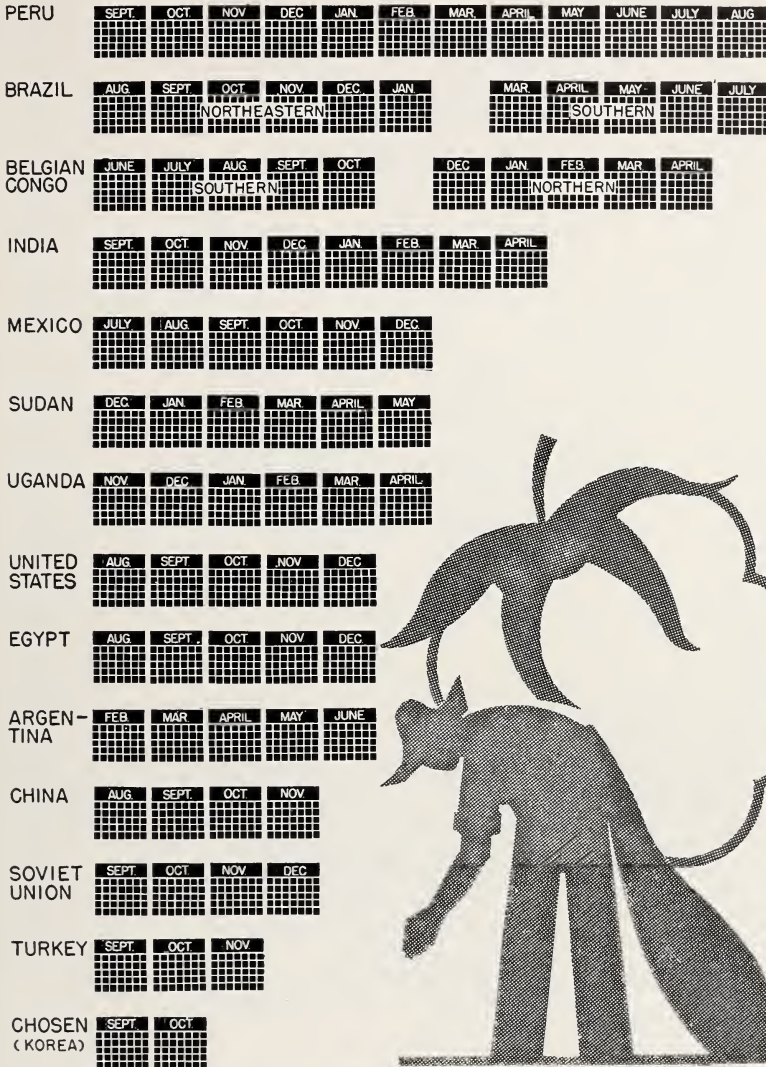 PERU SEPT. OCT. NOV DEC JAN. FEB. MAR. APRIL MAY JUNE JULY AUG
BRAZIL AUG. SEPT. OCT. NOV. DEC. JAN. MAR. APRIL MAY JUNE JULY
NORTHEASTERN SOUTHERN
BELGIAN CONGO JUNE JULY AUG. SEPT OCT. DEC JAN. FEB. MAR. APRIL
SOUTHERN NORTHERN
INDIA SEPT. OCT. NOV. DEC JAN. FEB. MAR. APRIL
MEXICO JULY AUG. SEPT. OCT. NOV. DEC.
SUDAN DEC. JAN. FEB. MAR. APRIL MAY
UGANDA NOV. DEC JAN. FEB. MAR. APRIL
UNITED STATES AUG. SEPT. OCT. NOV DEC
EGYPT AUG. SEPT. OCT. NOV DEC.
ARGEN-
TINA FEB. MAR. APRIL MAY JUNE
CHINA AUG. SEPT. OCT. NOV.
SOVIET UNION SEPT. OCT. NOV. DEC
TURKEY SEPT. OCT. NOV.
CHOSEN SEPT. OCT.
(KOREA)